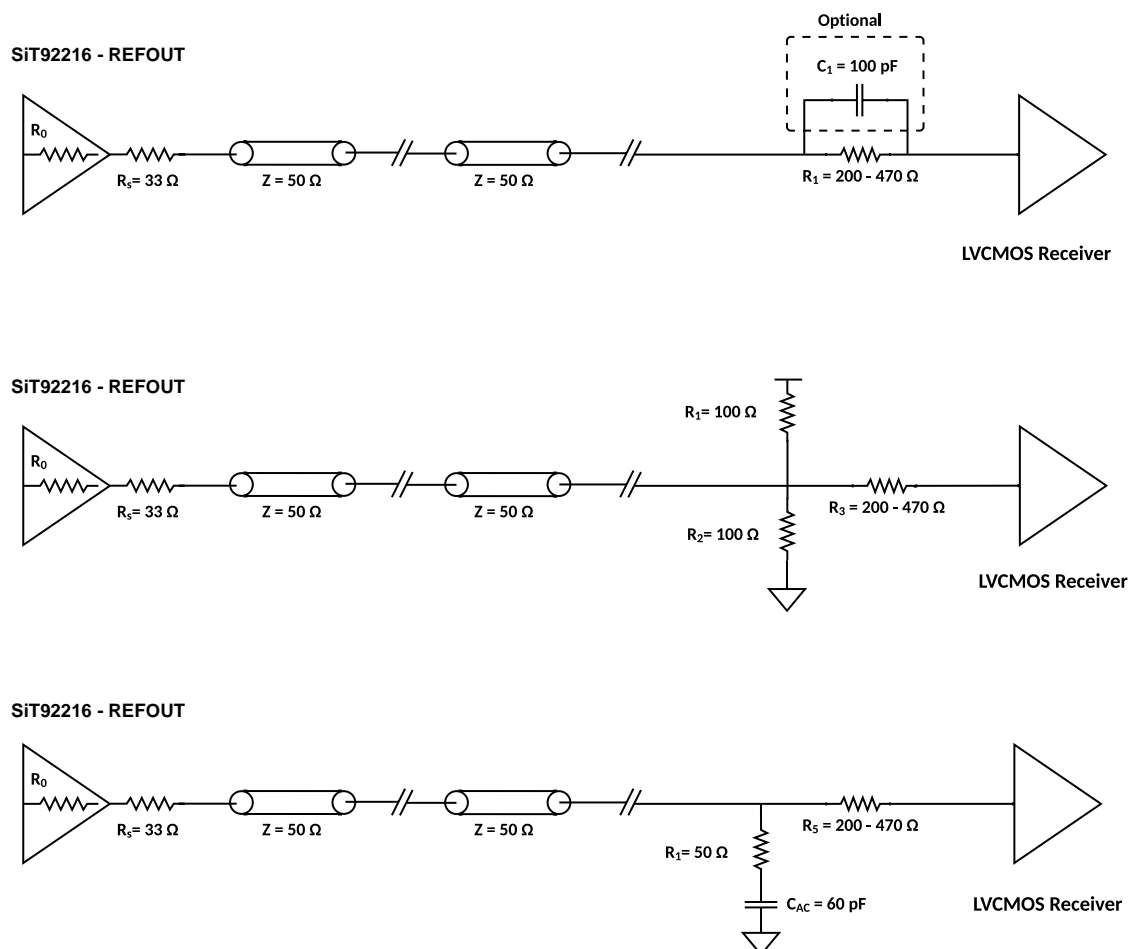 Optional
SiT92216 - REFOUT
C₁ = 100 pF
R₀
Rₛ= 33 Ω
Z = 50 Ω
Z = 50 Ω
R₁ = 200 - 470 Ω
LVCMOS Receiver
SiT92216 - REFOUT
R₁= 100 Ω
R₀
Rₛ= 33 Ω
Z = 50 Ω
Z = 50 Ω
R₃ = 200 - 470 Ω
R₂= 100 Ω
LVCMOS Receiver
SiT92216 - REFOUT
R₀
Rₛ= 33 Ω
Z = 50 Ω
Z = 50 Ω
R₅ = 200 - 470 Ω
R₁= 50 Ω
C_AC = 60 pF
LVCMOS Receiver